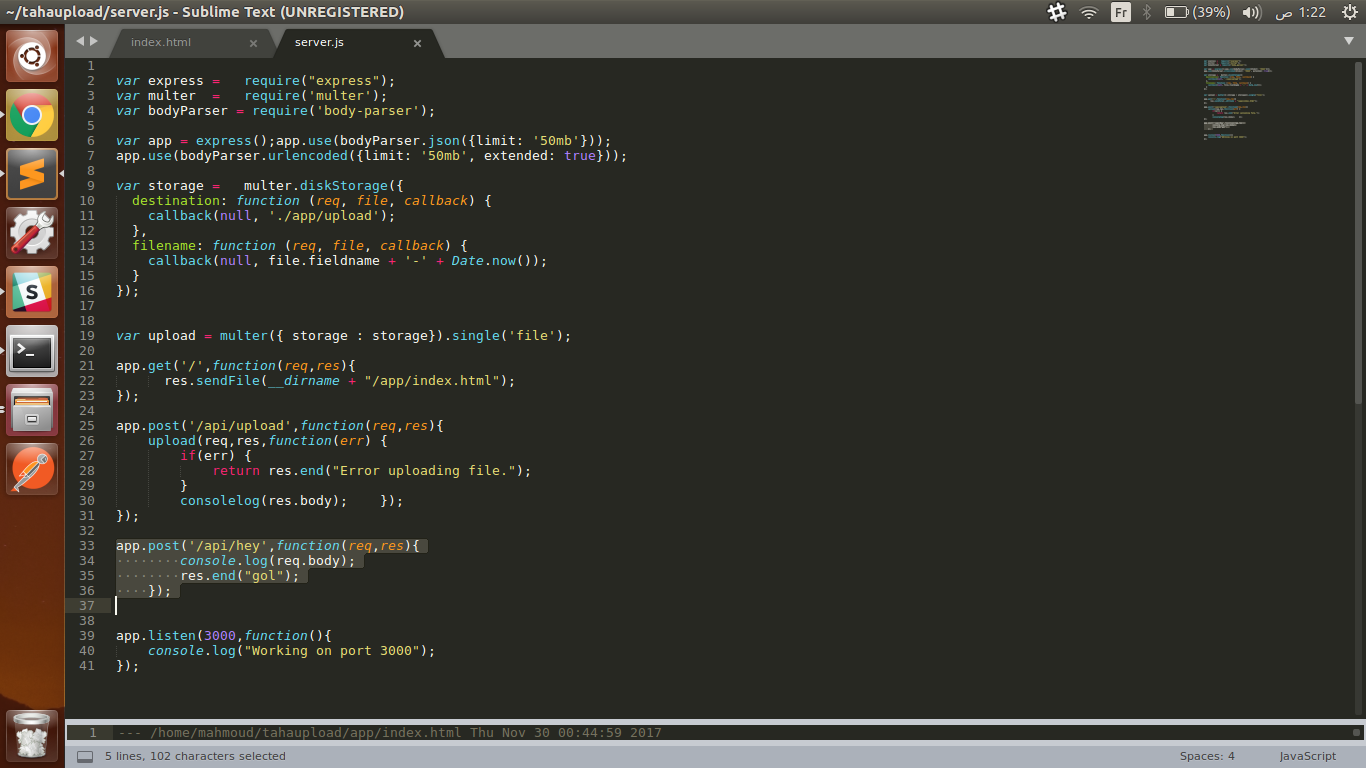 ~/tahaupload/server.js - Sublime Text (UNREGISTERED)
Fr (39%) 1:22 ص
index.html × server.js ×
1
2 var express =   require("express");
3 var multer  =   require('multer');
4 var bodyParser = require('body-parser');
5
6 var app = express();app.use(bodyParser.json({limit: '50mb'}));
7 app.use(bodyParser.urlencoded({limit: '50mb', extended: true}));
8
9 var storage =   multer.diskStorage({
10   destination: function (req, file, callback) {
11     callback(null, './app/upload');
12   },
13   filename: function (req, file, callback) {
14     callback(null, file.fieldname + '-' + Date.now());
15   }
16 });
17
18
19 var upload = multer({ storage : storage}).single('file');
20
21 app.get('/',function(req,res){
22       res.sendFile(__dirname + "/app/index.html");
23 });
24
25 app.post('/api/upload',function(req,res){
26     upload(req,res,function(err) {
27         if(err) {
28             return res.end("Error uploading file.");
29         }
30         consolelog(res.body);    });
31 });
32
33 app.post('/api/hey',function(req,res){
34         console.log(req.body);
35         res.end("gol");
36     });
37
38
39 app.listen(3000,function(){
40     console.log("Working on port 3000");
41 });
1 --- /home/mahmoud/tahaupload/app/index.html Thu Nov 30 00:44:59 2017
5 lines, 102 characters selected
Spaces: 4 JavaScript
S
>_